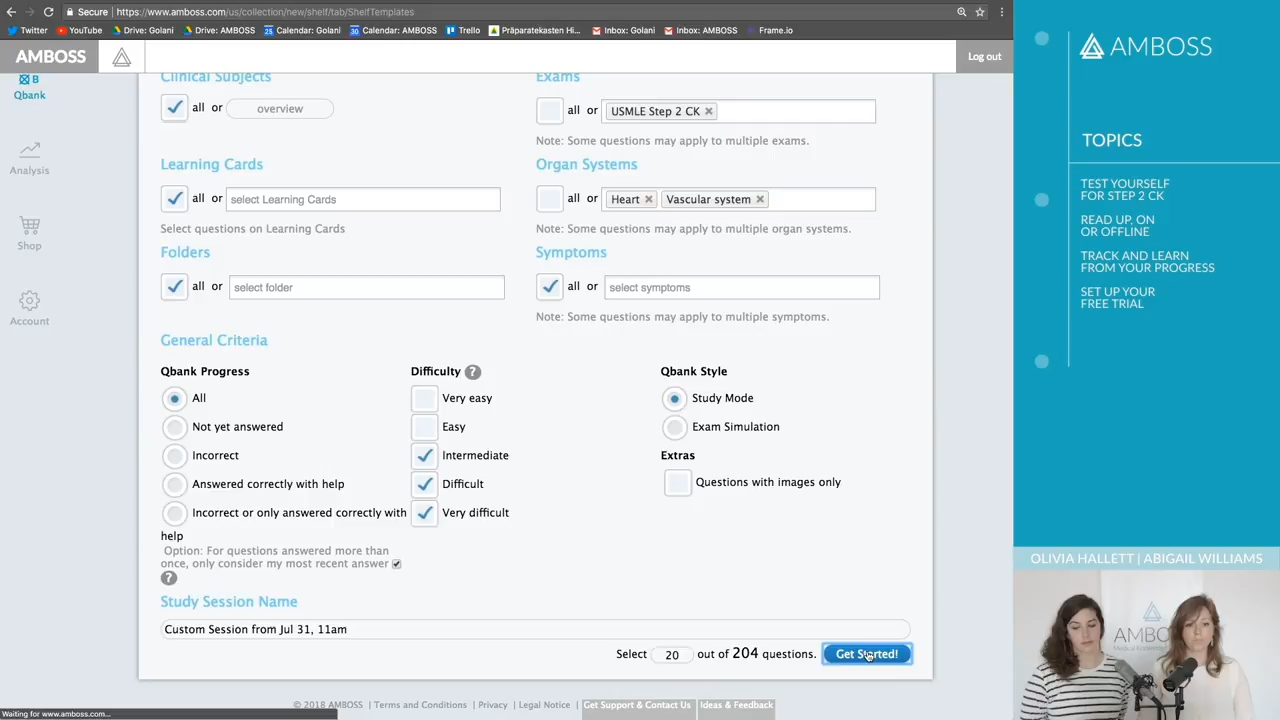 Secure | https://www.amboss.com/us/collection/new/shelf/tab/ShelfTemplates
Twitter YouTube Drive: Golani Drive: AMBOSS Calendar: Golani Calendar: AMBOSS Trello Präparatekasten Hi... Inbox: Golani Inbox: AMBOSS Frame.io
AMBOSS
Log out
B
Qbank
Analysis
Shop
Account
Clinical Subjects
all or overview
Exams
all or USMLE Step 2 CK
Note: Some questions may apply to multiple exams.
Learning Cards
all or select Learning Cards
Select questions on Learning Cards
Organ Systems
all or Heart Vascular system
Note: Some questions may apply to multiple organ systems.
Folders
all or select folder
Symptoms
all or select symptoms
Note: Some questions may apply to multiple symptoms.
General Criteria
Qbank Progress
All
Not yet answered
Incorrect
Answered correctly with help
Incorrect or only answered correctly with
help
Option: For questions answered more than
once, only consider my most recent answer
?
Difficulty ?
Very easy
Easy
Intermediate
Difficult
Very difficult
Qbank Style
Study Mode
Exam Simulation
Extras
Questions with images only
Study Session Name
Custom Session from Jul 31, 11am
Select 20 out of 204 questions. Get Started!
© 2018 AMBOSS | Terms and Conditions | Privacy | Legal Notice | Get Support & Contact Us | Ideas & Feedback
Waiting for www.amboss.com...
AMBOSS
TOPICS
TEST YOURSELF
FOR STEP 2 CK
READ UP, ON
OR OFFLINE
TRACK AND LEARN
FROM YOUR PROGRESS
SET UP YOUR
FREE TRIAL
OLIVIA HALLETT | ABIGAIL WILLIAMS